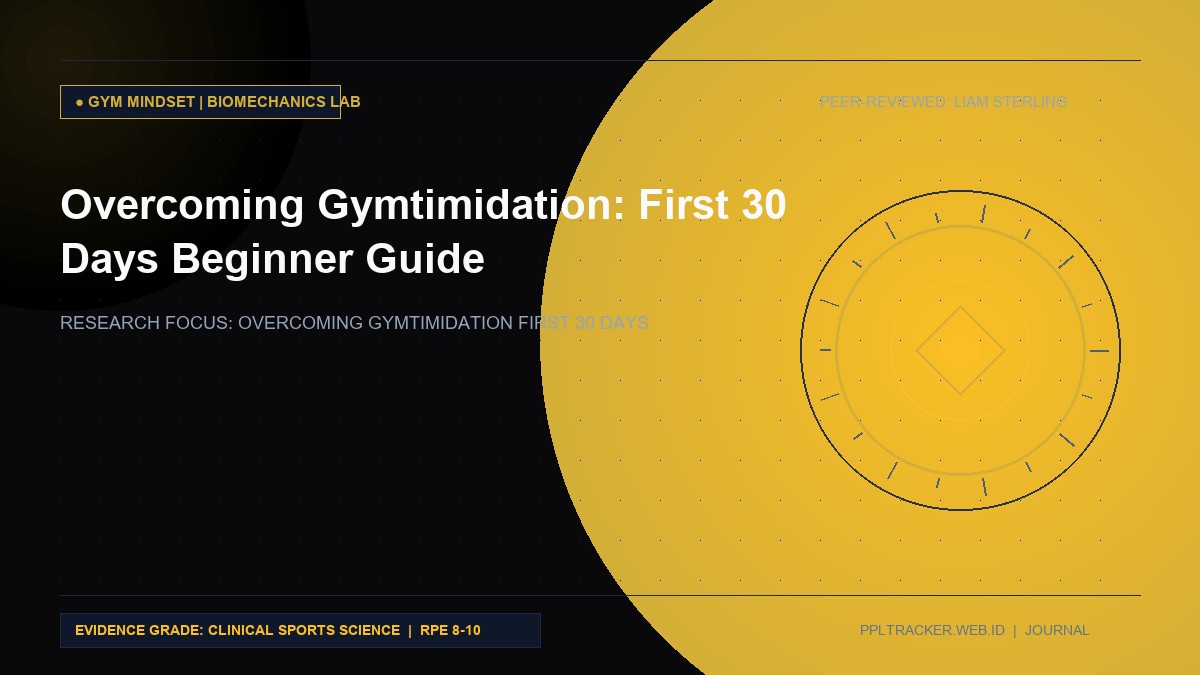 ● GYM MINDSET | BIOMECHANICS LAB
PEER-REVIEWED: LIAM STERLING
Overcoming Gymtimidation: First 30
Days Beginner Guide
RESEARCH FOCUS: OVERCOMING GYMTIMIDATION FIRST 30 DAYS
EVIDENCE GRADE: CLINICAL SPORTS SCIENCE | RPE 8-10
PPLTRACKER.WEB.ID | JOURNAL